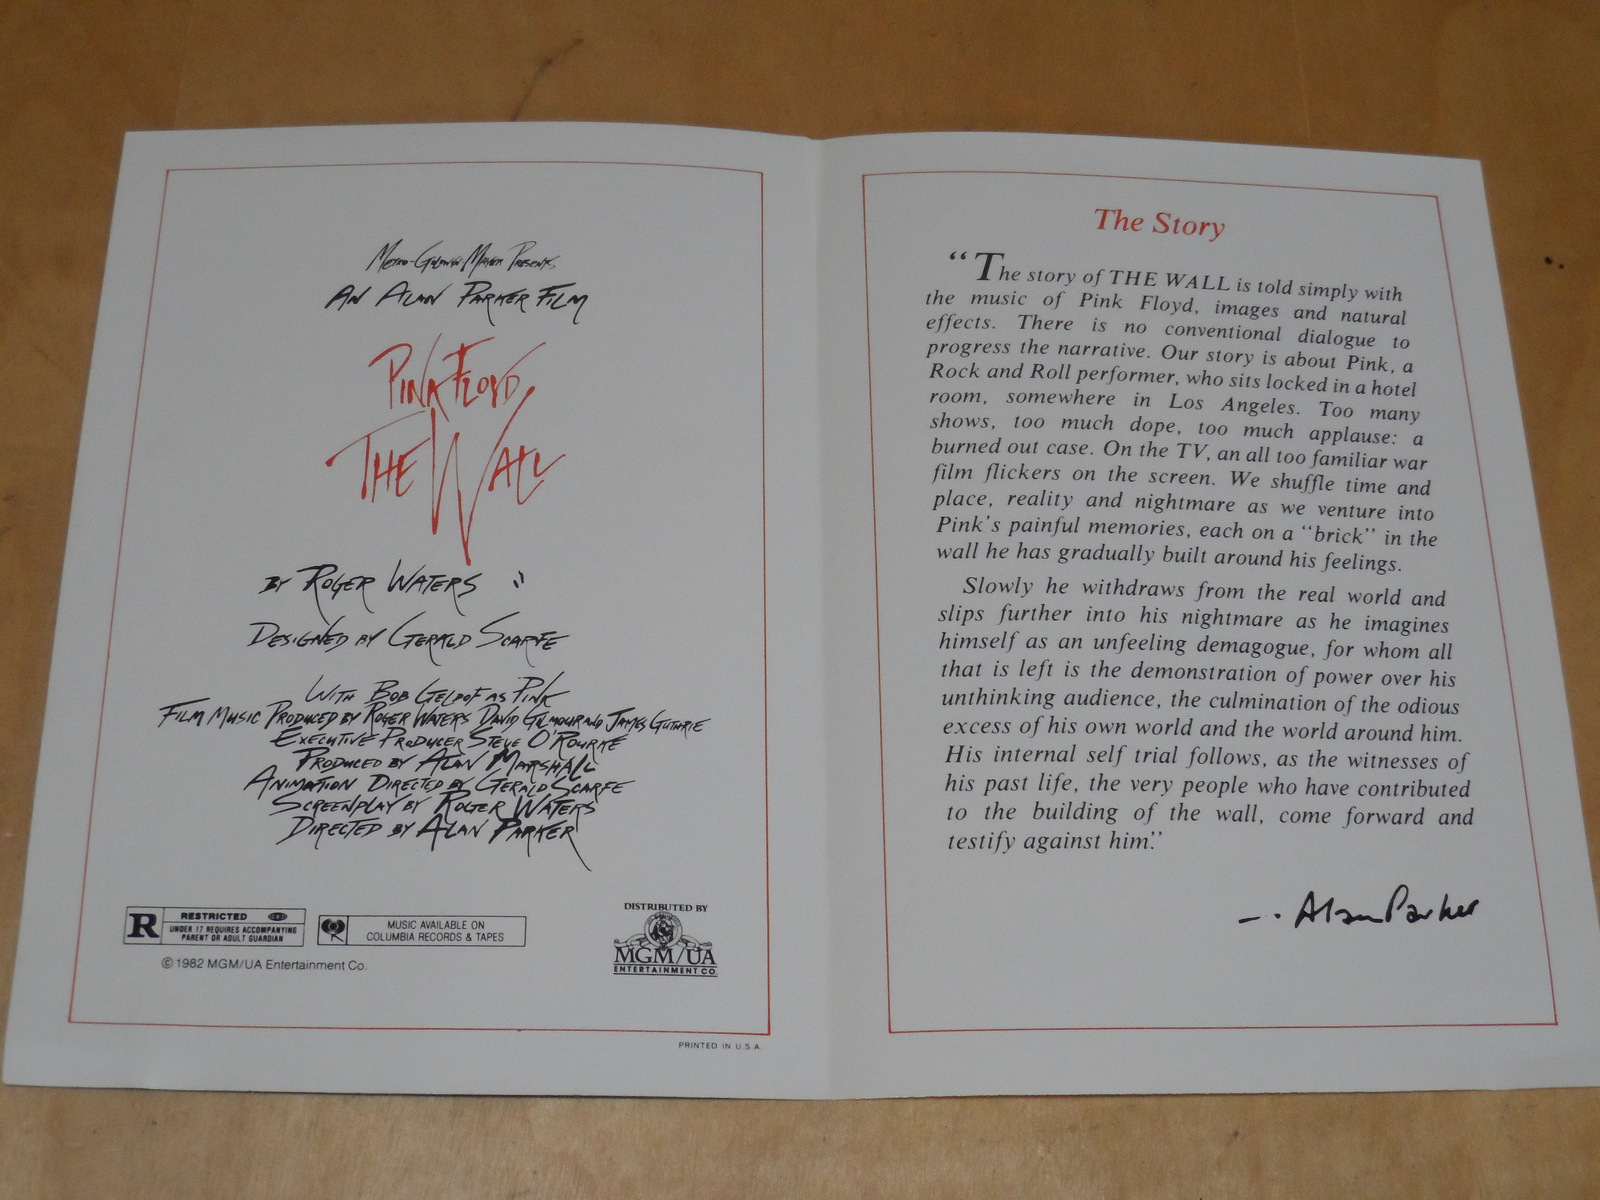 Metro-Goldwyn-Mayer Presents
An Alan Parker Film
Pink Floyd
The Wall
by Roger Waters
Designed by Gerald Scarfe
With Bob Geldof as Pink
Film Music Produced by Roger Waters David Gilmour and James Guthrie
Executive Producer Steve O'Rourke
Produced by Alan Marshall
Animation Directed by Gerald Scarfe
Screenplay by Roger Waters
Directed by Alan Parker
R
RESTRICTED
UNDER 17 REQUIRES ACCOMPANYING
PARENT OR ADULT GUARDIAN
MUSIC AVAILABLE ON
COLUMBIA RECORDS & TAPES
© 1982 MGM/UA Entertainment Co.
DISTRIBUTED BY
MGM/UA
ENTERTAINMENT CO.
PRINTED IN U.S.A.
The Story
“The story of THE WALL is told simply with
the music of Pink Floyd, images and natural
effects. There is no conventional dialogue to
progress the narrative. Our story is about Pink, a
Rock and Roll performer, who sits locked in a hotel
room, somewhere in Los Angeles. Too many
shows, too much dope, too much applause: a
burned out case. On the TV, an all too familiar war
film flickers on the screen. We shuffle time and
place, reality and nightmare as we venture into
Pink's painful memories, each on a “brick” in the
wall he has gradually built around his feelings.
Slowly he withdraws from the real world and
slips further into his nightmare as he imagines
himself as an unfeeling demagogue, for whom all
that is left is the demonstration of power over his
unthinking audience, the culmination of the odious
excess of his own world and the world around him.
His internal self trial follows, as the witnesses of
his past life, the very people who have contributed
to the building of the wall, come forward and
testify against him.”
—. Alan Parker